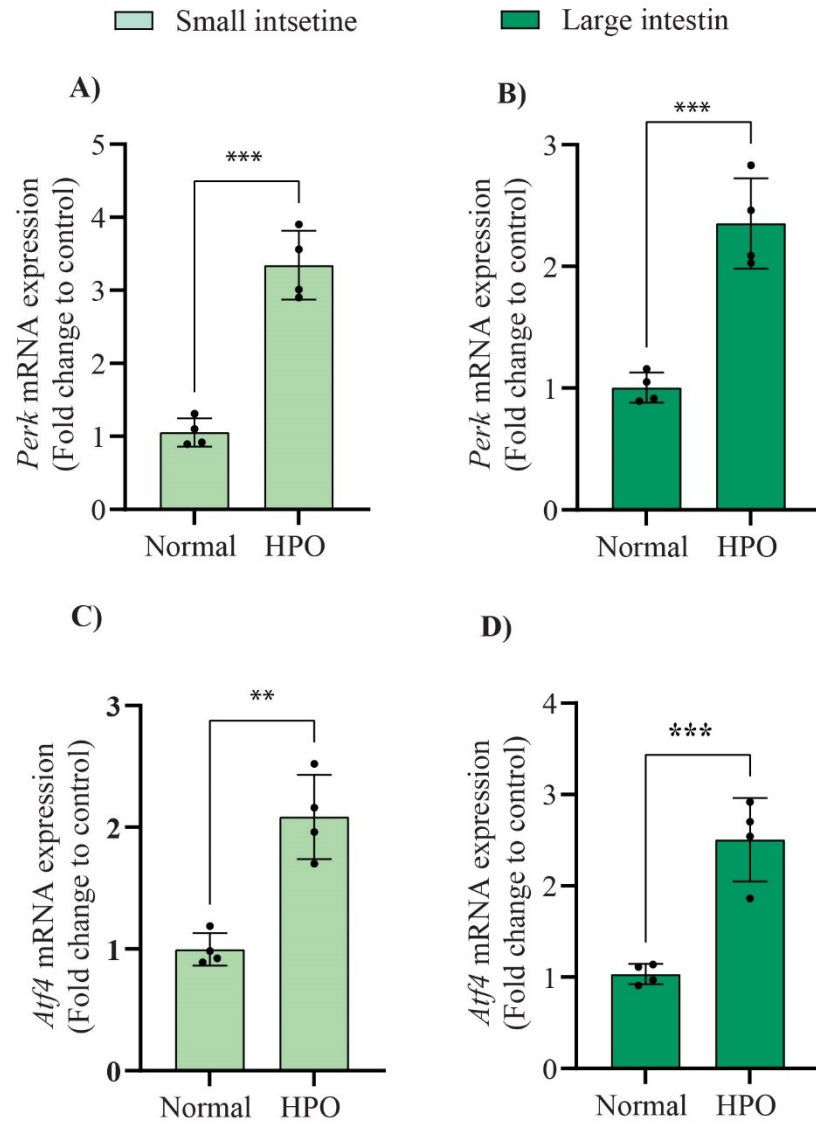 Small intsetine
Large intestin
A)
***
Perk mRNA expression
(Fold change to control)
5
4
3
2
1
0
Normal HPO
B)
***
Perk mRNA expression
(Fold change to control)
3
2
1
0
Normal HPO
C)
**
Atf4 mRNA expression
(Fold change to control)
3
2
1
0
Normal HPO
D)
***
Atf4 mRNA expression
(Fold change to control)
4
3
2
1
0
Normal HPO